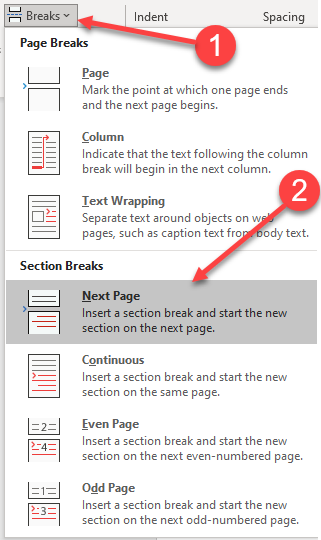 Breaks
Indent
Spacing
1
Page Breaks
Page
Mark the point at which one page ends
and the next page begins.
Column
Indicate that the text following the column
break will begin in the next column.
Text Wrapping
Separate text around objects on web
pages, such as caption text from body text.
2
Section Breaks
Next Page
Insert a section break and start the new
section on the next page.
Continuous
Insert a section break and start the new
section on the same page.
Even Page
Insert a section break and start the new
section on the next even-numbered page.
2
4
Odd Page
Insert a section break and start the new
section on the next odd-numbered page.
1
3